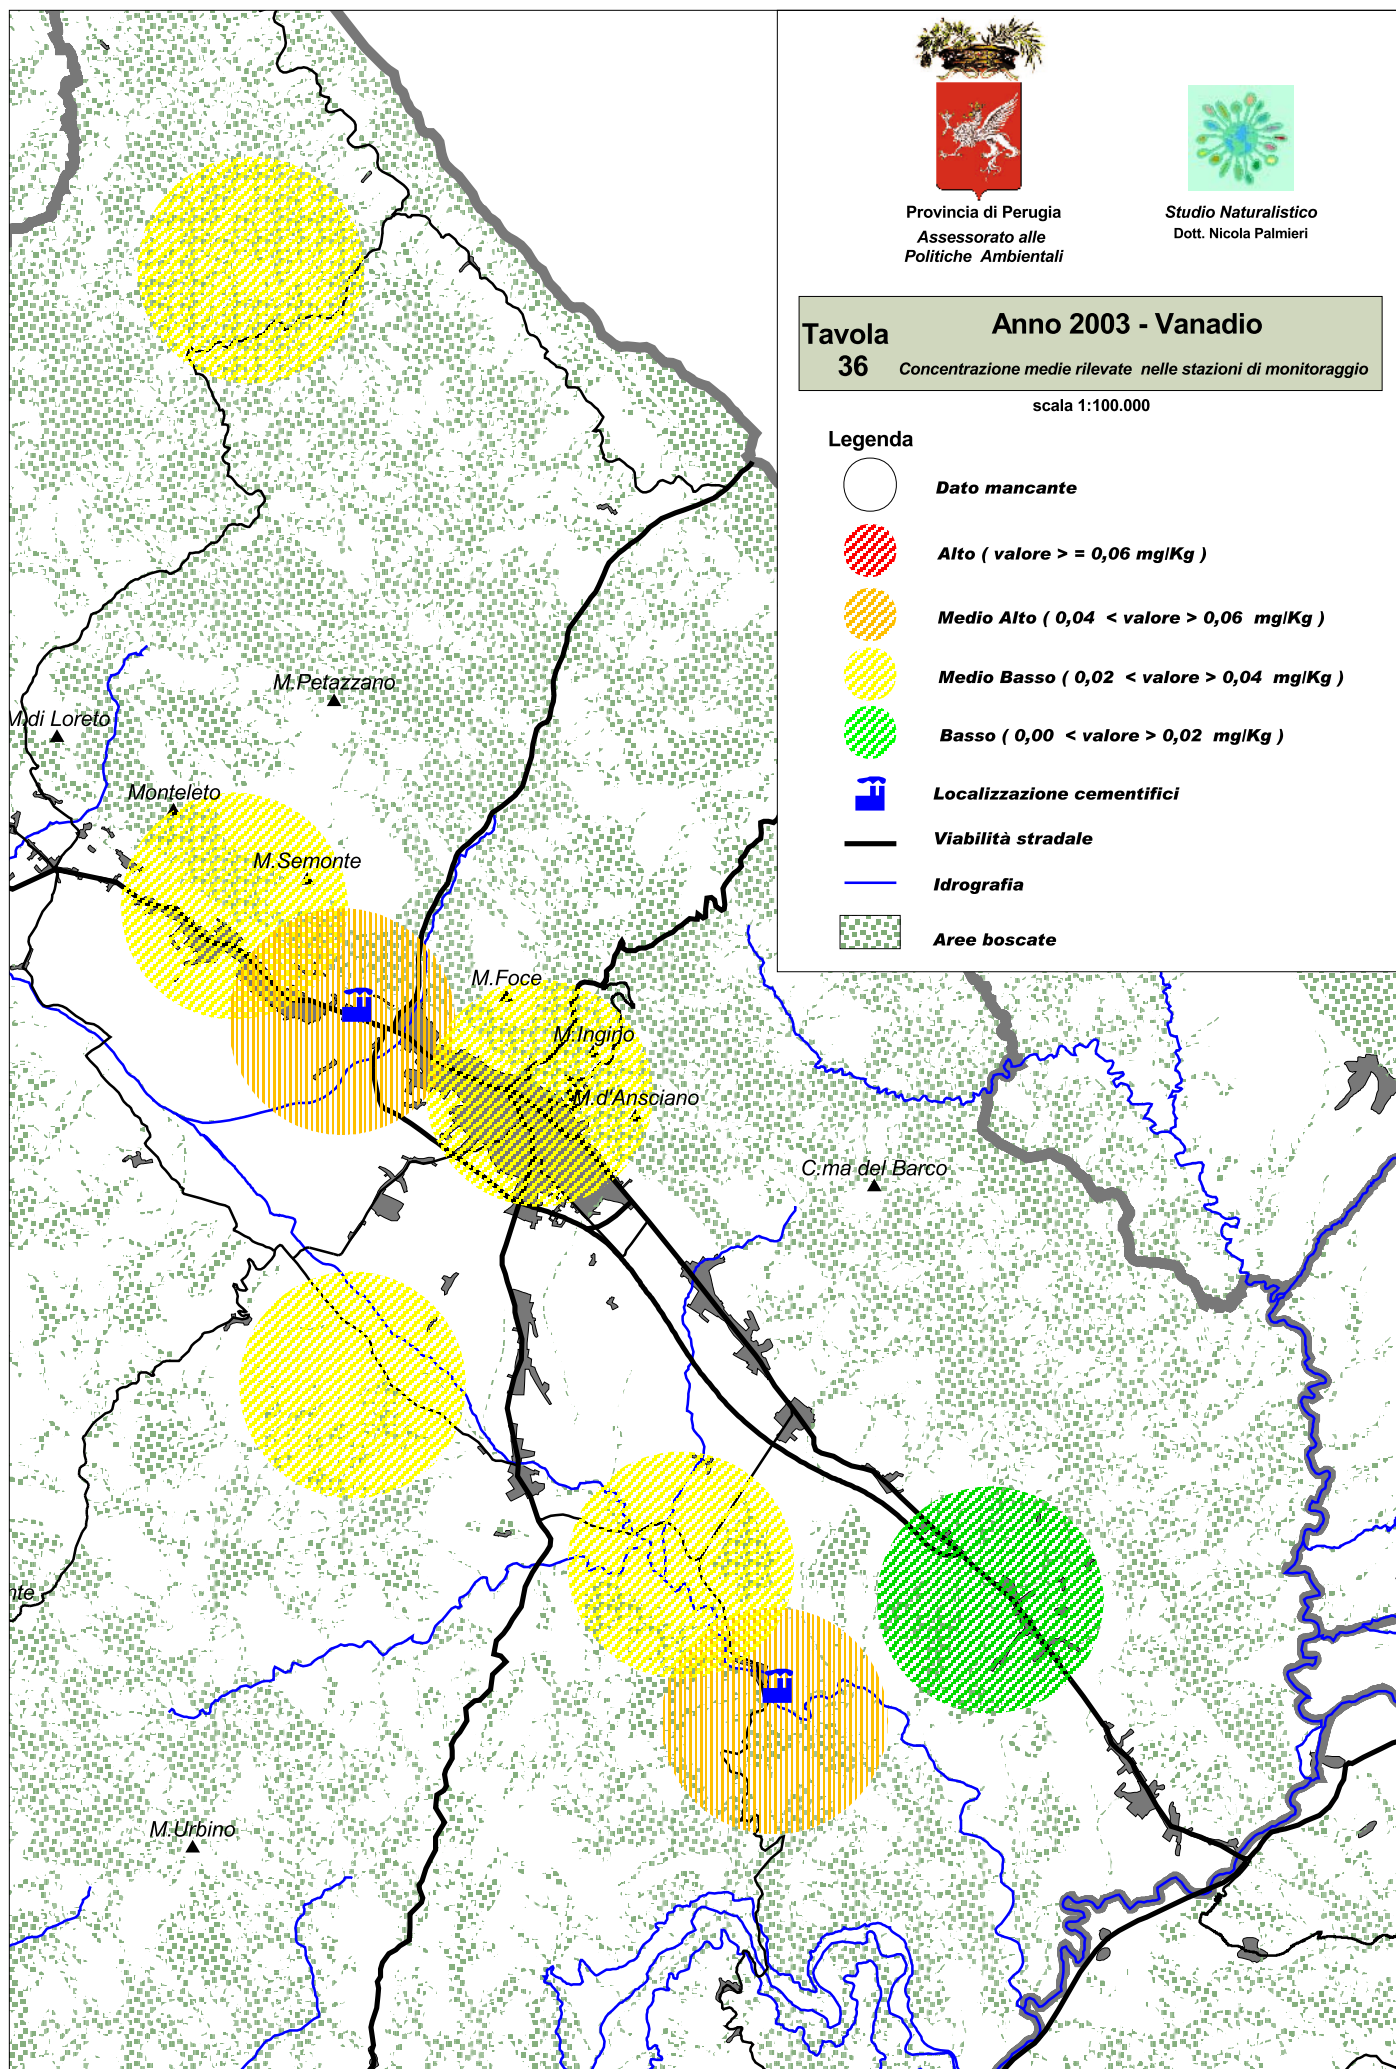 Provincia di Perugia
Assessorato alle
Politiche Ambientali
Studio Naturalistico
Dott. Nicola Palmieri
Tavola
36
Anno 2003 - Vanadio
Concentrazione medie rilevate nelle stazioni di monitoraggio
scala 1:100.000
Legenda
Dato mancante
Alto ( valore > = 0,06 mg/Kg )
Medio Alto ( 0,04 < valore > 0,06 mg/Kg )
Medio Basso ( 0,02 < valore > 0,04 mg/Kg )
Basso ( 0,00 < valore > 0,02 mg/Kg )
Localizzazione cementifici
Viabilità stradale
Idrografia
Aree boscate
M.Petazzano
M.di Loreto
Monteleto
M.Semonte
M.Foce
M.Ingino
M.d'Ansciano
C.ma del Barco
nte
M.Urbino